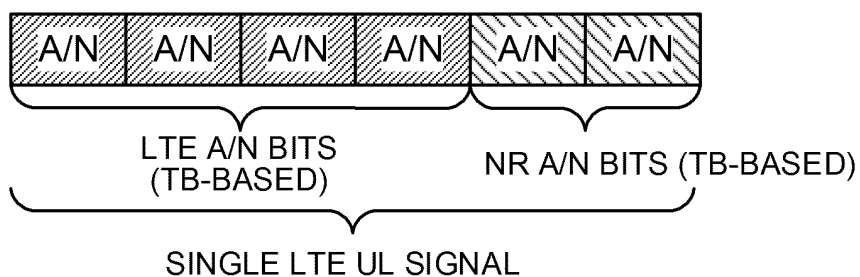 A/N A/N A/N A/N A/N A/N
LTE A/N BITS
(TB-BASED)
NR A/N BITS (TB-BASED)
SINGLE LTE UL SIGNAL